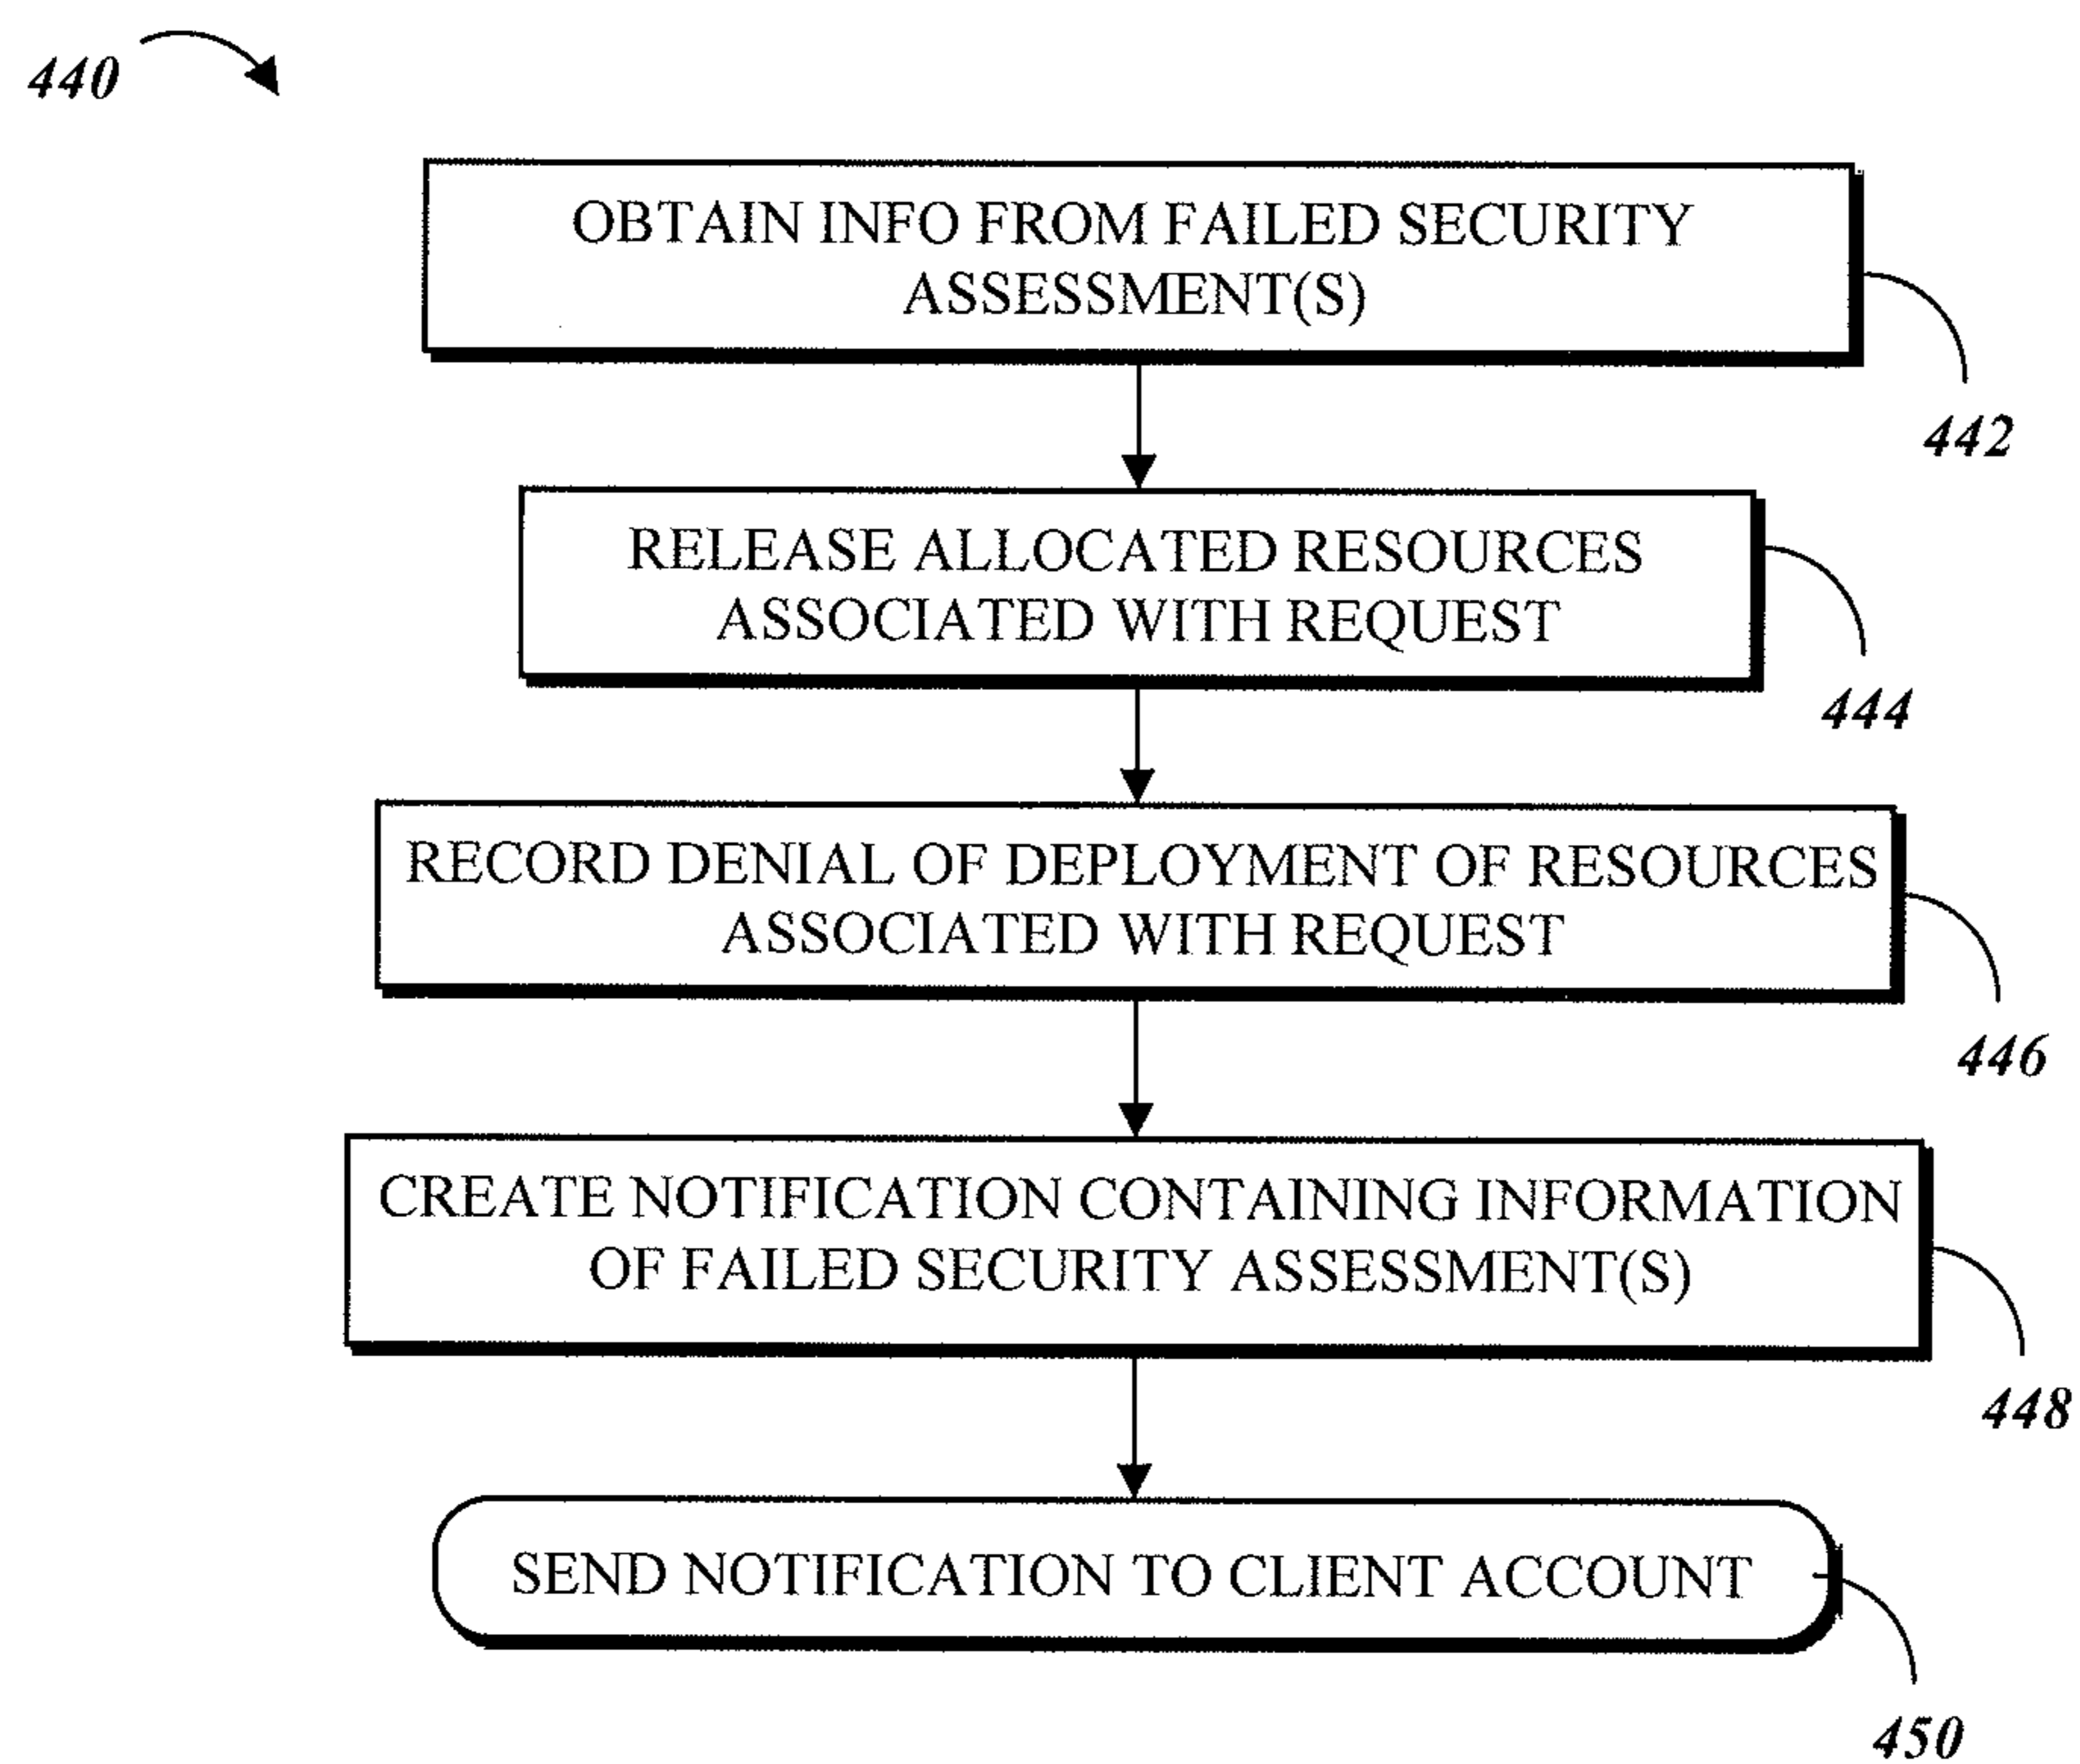 440
OBTAIN INFO FROM FAILED SECURITY
ASSESSMENT(S)
442
RELEASE ALLOCATED RESOURCES
ASSOCIATED WITH REQUEST
444
RECORD DENIAL OF DEPLOYMENT OF RESOURCES
ASSOCIATED WITH REQUEST
446
CREATE NOTIFICATION CONTAINING INFORMATION
OF FAILED SECURITY ASSESSMENT(S)
448
SEND NOTIFICATION TO CLIENT ACCOUNT
450